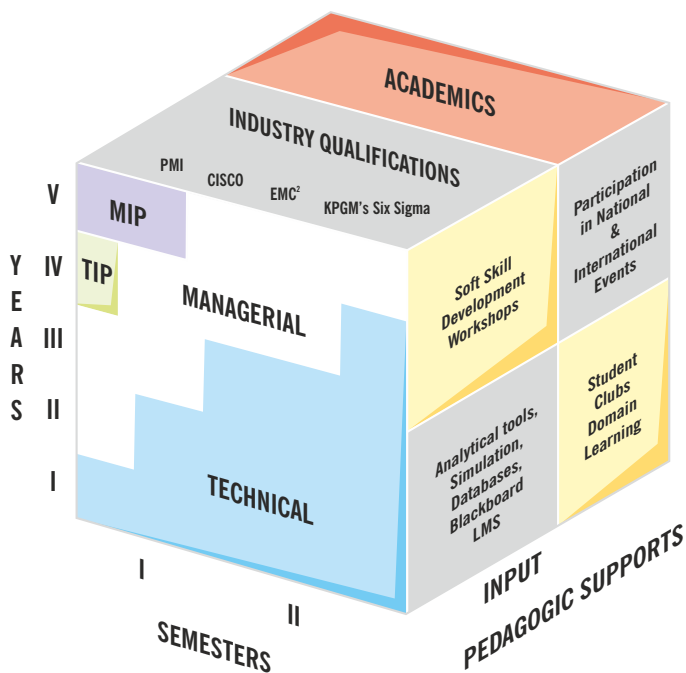 ACADEMICS
INDUSTRY QUALIFICATIONS
PMI
CISCO
EMC²
KPGM's Six Sigma
YEARS
V
IV
III
II
I
MIP
TIP
MANAGERIAL
TECHNICAL
Soft Skill
Development
Workshops
Participation
in National
&
International
Events
Analytical tools,
Simulation,
Databases,
Blackboard
LMS
Student
Clubs
Domain
Learning
I
II
SEMESTERS
INPUT
PEDAGOGIC SUPPORTS